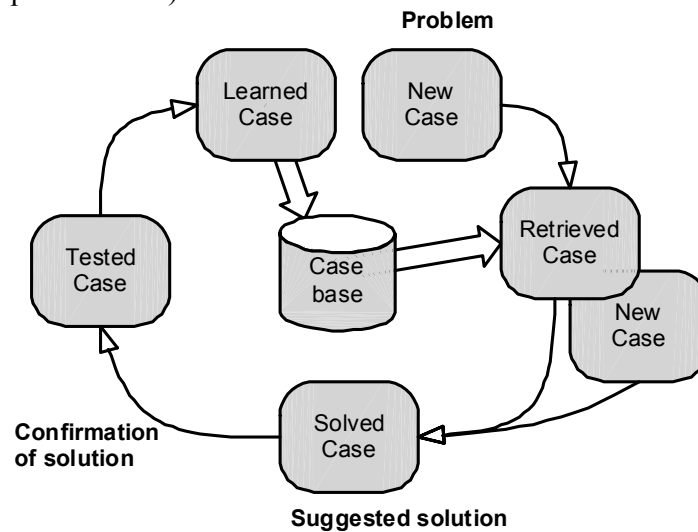 Problem
Learned
Case
New
Case
Retrieved
Case
Tested
Case
Case
base
New
Case
Solved
Case
Confirmation
of solution
Suggested solution